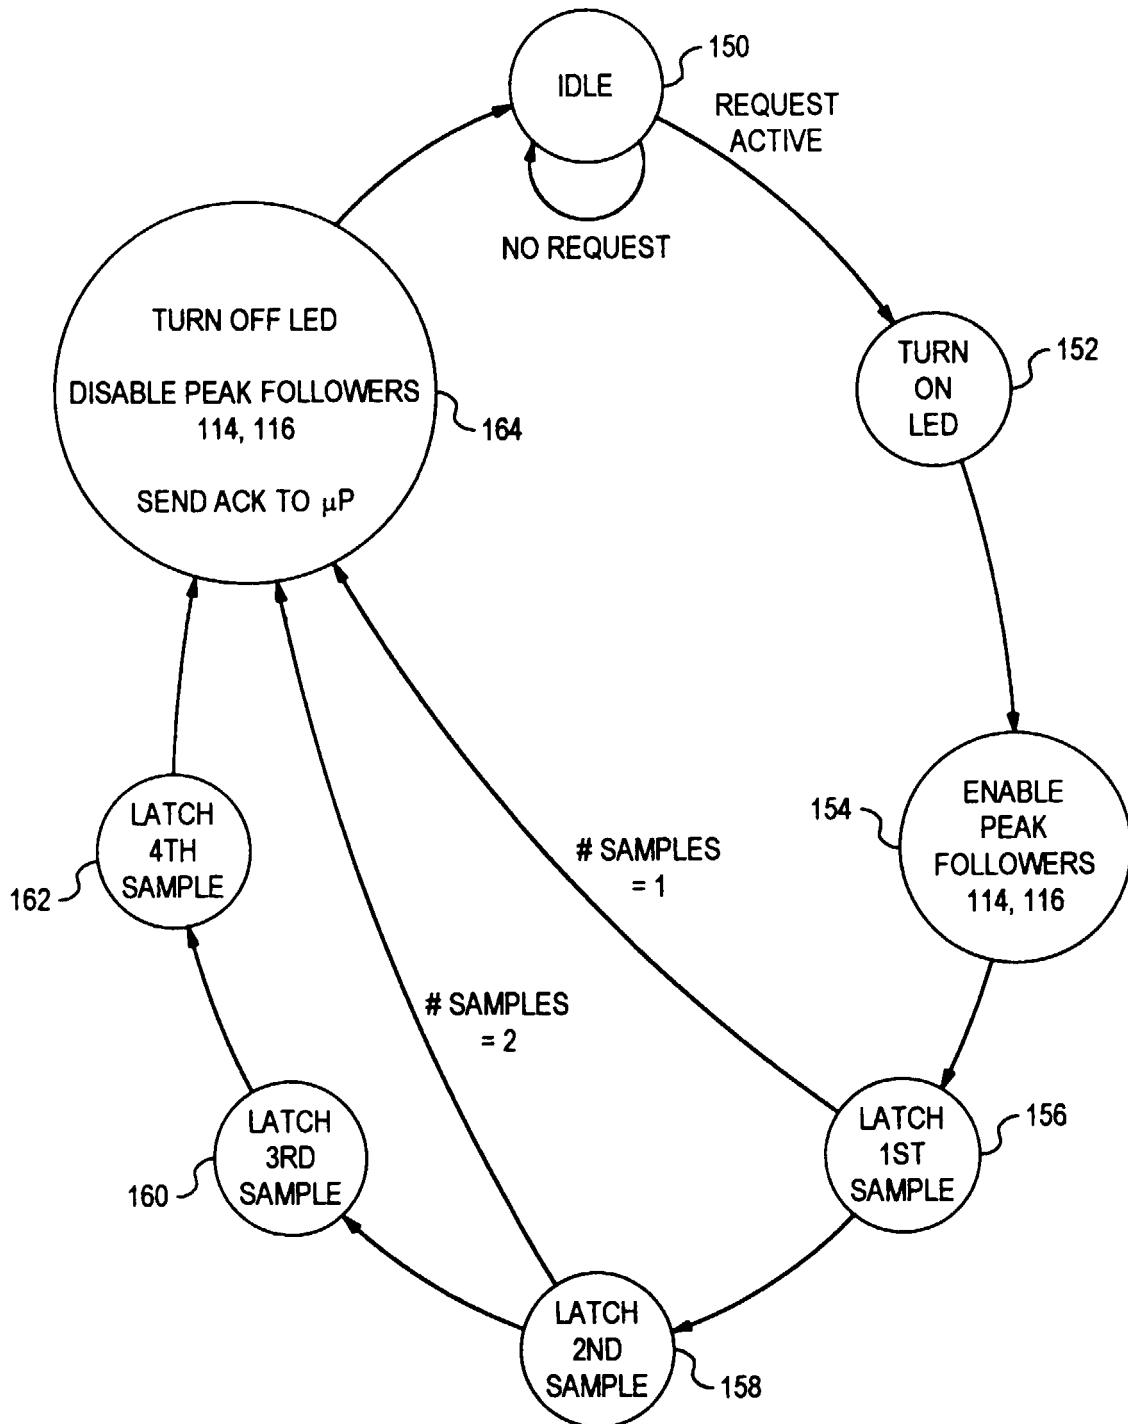 IDLE
150
REQUEST
ACTIVE
NO REQUEST
TURN OFF LED
DISABLE PEAK FOLLOWERS
114, 116
SEND ACK TO µP
164
TURN
ON
LED
152
ENABLE
PEAK
FOLLOWERS
114, 116
154
LATCH
4TH
SAMPLE
162
# SAMPLES
= 1
# SAMPLES
= 2
LATCH
1ST
SAMPLE
156
LATCH
3RD
SAMPLE
160
LATCH
2ND
SAMPLE
158